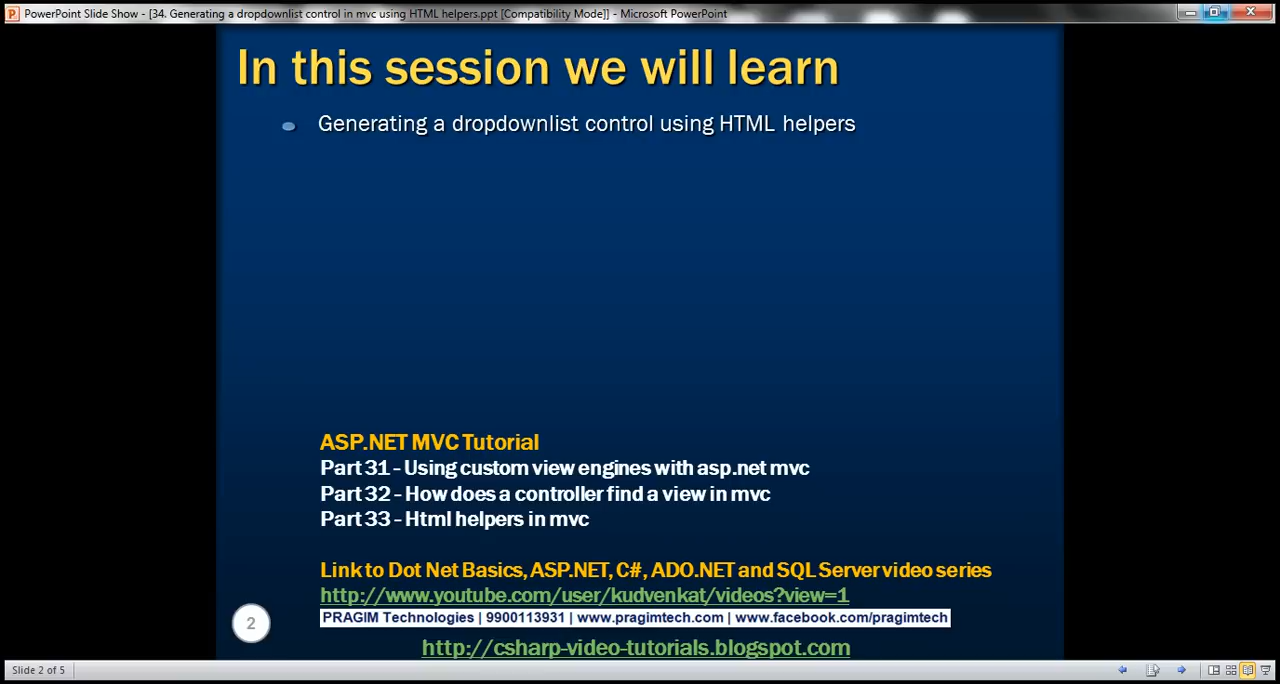 PowerPoint Slide Show - [34. Generating a dropdownlist control in mvc using HTML helpers.ppt [Compatibility Mode]] - Microsoft PowerPoint
In this session we will learn
Generating a dropdownlist control using HTML helpers
ASP.NET MVC Tutorial
Part 31 - Using custom view engines with asp.net mvc
Part 32 - How does a controller find a view in mvc
Part 33 - Html helpers in mvc
Link to Dot Net Basics, ASP.NET, C#, ADO.NET and SQL Server video series
http://www.youtube.com/user/kudvenkat/videos?view=1
PRAGIM Technologies | 9900113931 | www.pragimtech.com | www.facebook.com/pragimtech
2
http://csharp-video-tutorials.blogspot.com
Slide 2 of 5